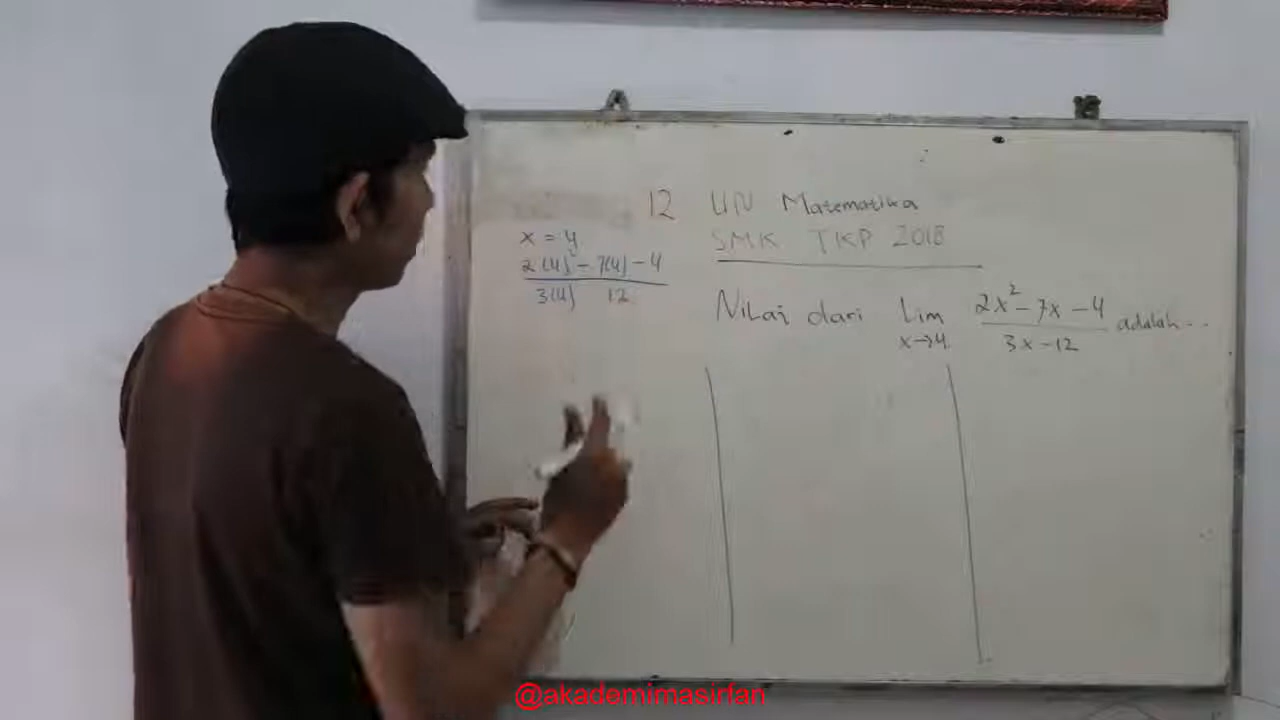 12 UN Matematika
SMK TKP 2018
x = 4
2(4)² - 7(4) - 4
3(4) 12
Nilai dari Lim 2x² - 7x - 4 adalah ...
x→4 3x - 12
@akademimasirfan